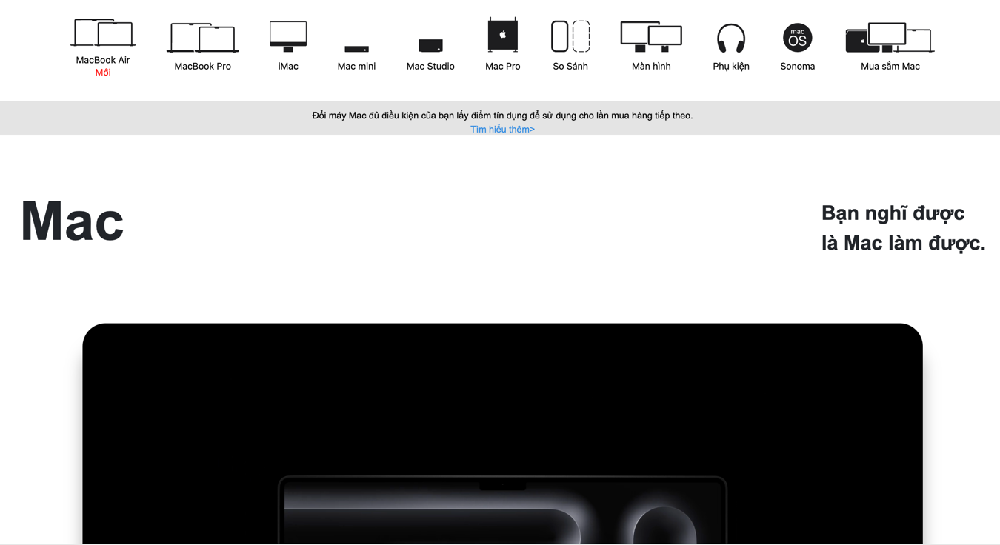 MacBook Air
Mới
MacBook Pro
iMac
Mac mini
Mac Studio
Mac Pro
So Sánh
Màn hình
Phụ kiện
mac
OS
Sonoma
Mua sắm Mac
Đổi máy Mac đủ điều kiện của bạn lấy điểm tín dụng để sử dụng cho lần mua hàng tiếp theo.
Tìm hiểu thêm>
Mac
Bạn nghĩ được
là Mac làm được.